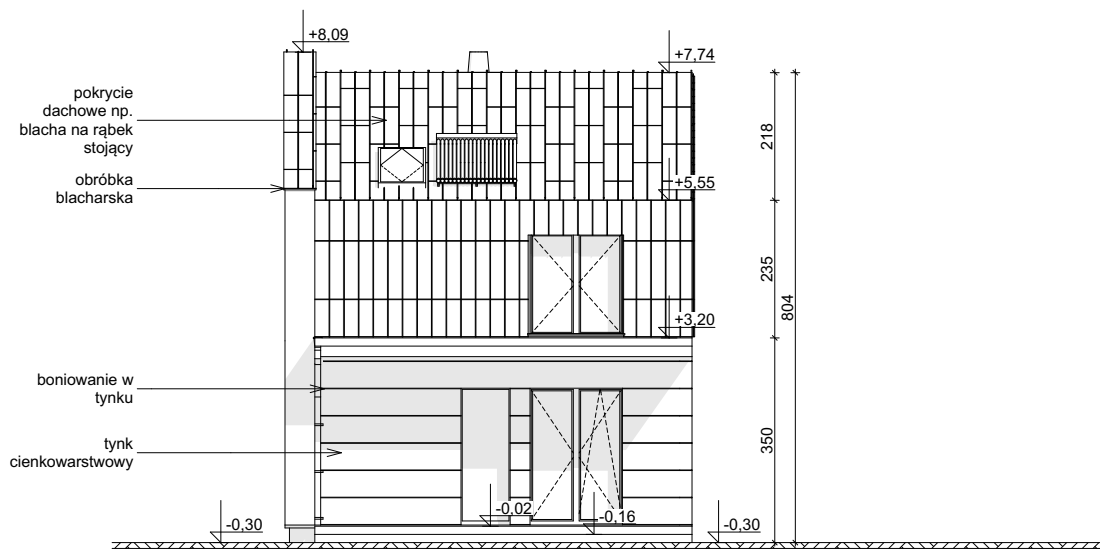 +8,09
+7,74
pokrycie
dachowe np.
blacha na rąbek
stojący
218
obróbka
blacharska
+5,55
235
804
+3,20
boniowanie w
tynku
tynk
cienkowarstwowy
350
-0,30
-0,02
-0,16
-0,30